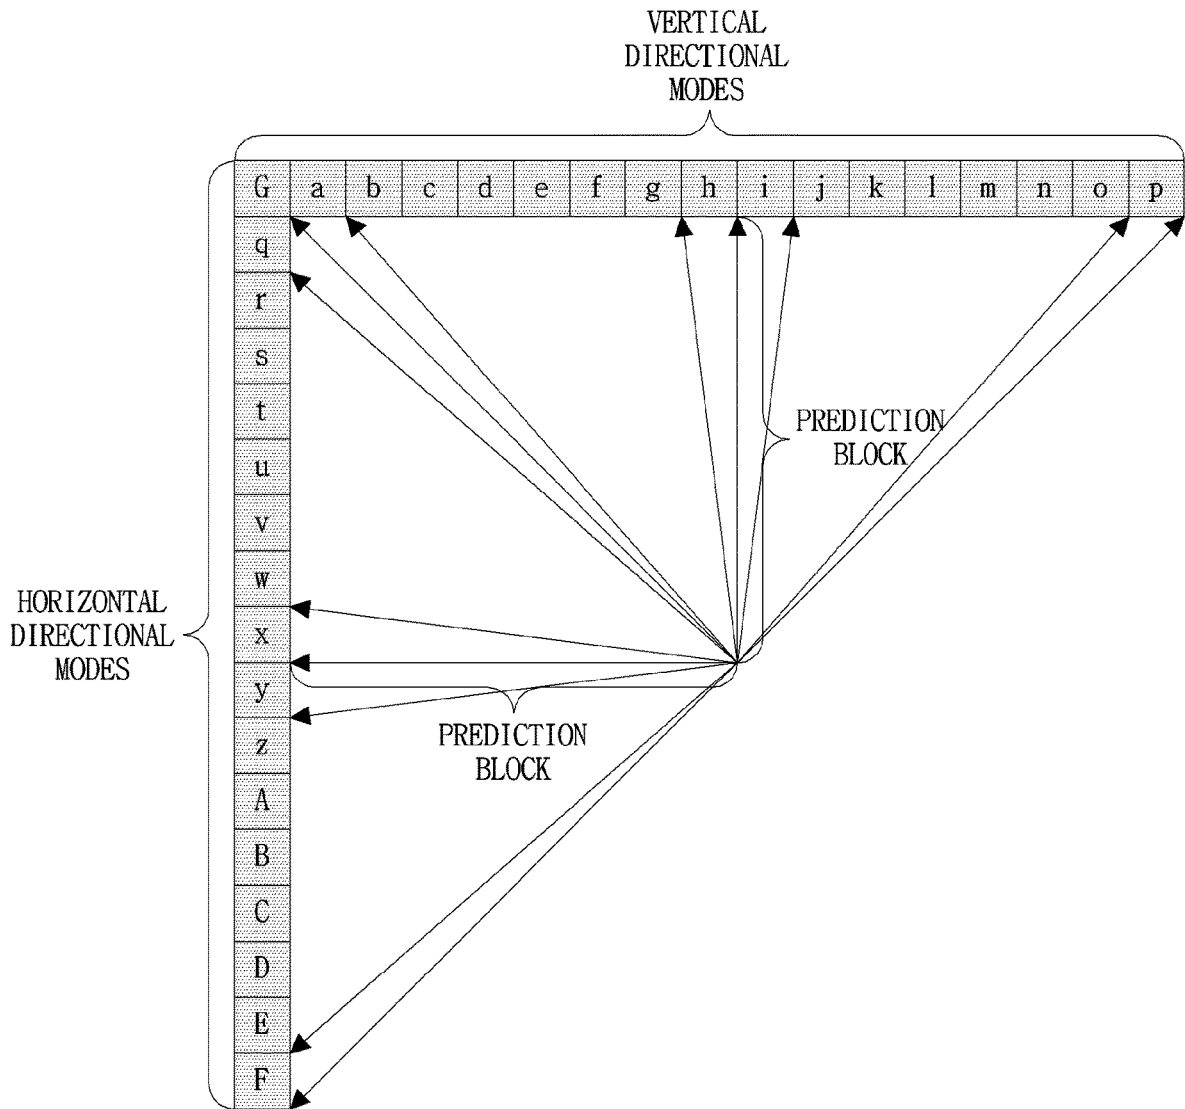 VERTICAL
DIRECTIONAL
MODES
G a b c d e f g h i j k l m n o p
q
r
s
t
PREDICTION
BLOCK
u
v
w
HORIZONTAL
DIRECTIONAL
MODES
x
y
PREDICTION
BLOCK
z
A
B
C
D
E
F